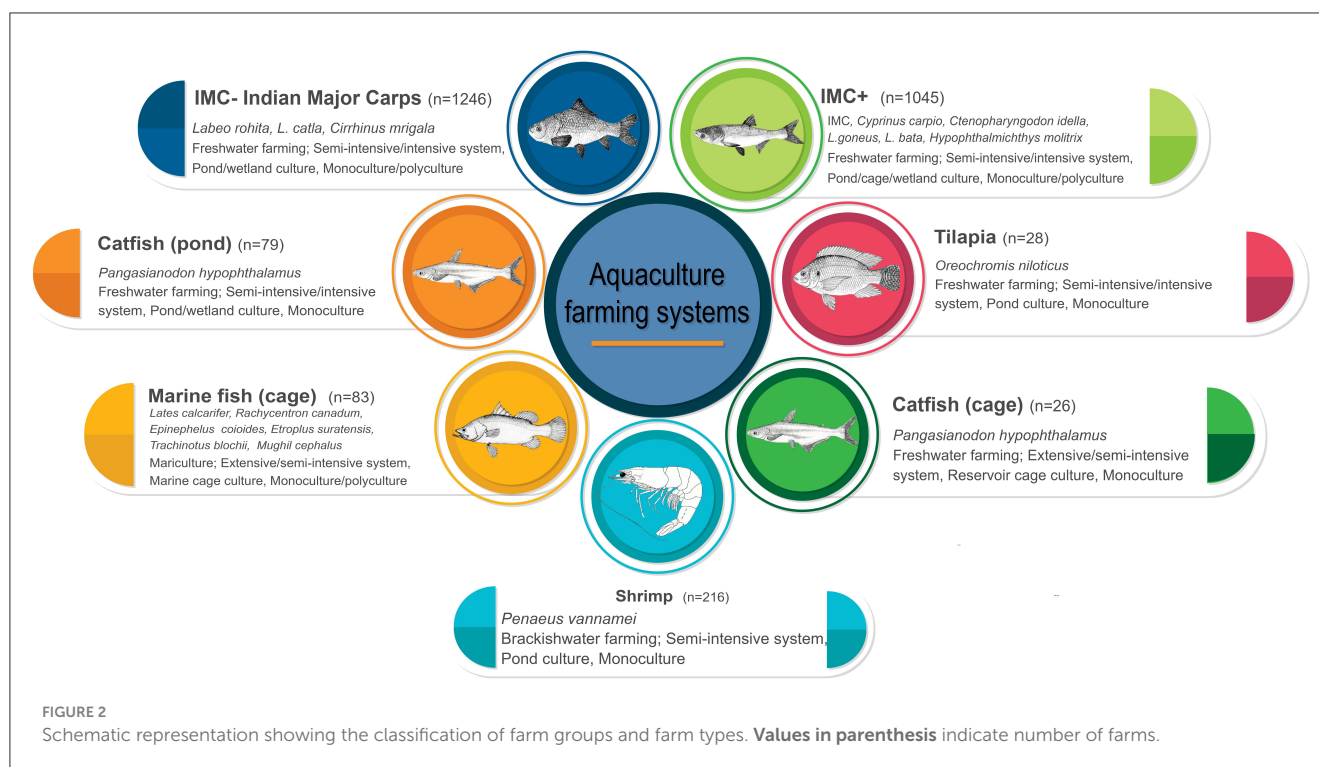 IMC- Indian Major Carps (n=1246)
Labeo rohita, L. catla, Cirrhinus mrigala
Freshwater farming; Semi-intensive/intensive system,
Pond/wetland culture, Monoculture/polyculture
IMC+ (n=1045)
IMC, Cyprinus carpio, Ctenopharyngodon idella,
L.goneus, L. bata, Hypophthalmichthys molitrix
Freshwater farming; Semi-intensive/intensive system,
Pond/cage/wetland culture, Monoculture/polyculture
Catfish (pond) (n=79)
Pangasianodon hypophthalamus
Freshwater farming; Semi-intensive/intensive
system, Pond/wetland culture, Monoculture
Aquaculture
farming systems
Tilapia (n=28)
Oreochromis niloticus
Freshwater farming; Semi-intensive/intensive
system, Pond culture, Monoculture
Marine fish (cage) (n=83)
Lates calcarifer, Rachycentron canadum,
Epinephelus coioides, Etroplus suratensis,
Trachinotus blochii, Mughil cephalus
Mariculture; Extensive/semi-intensive system,
Marine cage culture, Monoculture/polyculture
Catfish (cage) (n=26)
Pangasianodon hypophthalamus
Freshwater farming; Extensive/semi-intensive
system, Reservoir cage culture, Monoculture
Shrimp (n=216)
Penaeus vannamei
Brackishwater farming; Semi-intensive system,
Pond culture, Monoculture
FIGURE 2
Schematic representation showing the classification of farm groups and farm types. Values in parenthesis indicate number of farms.